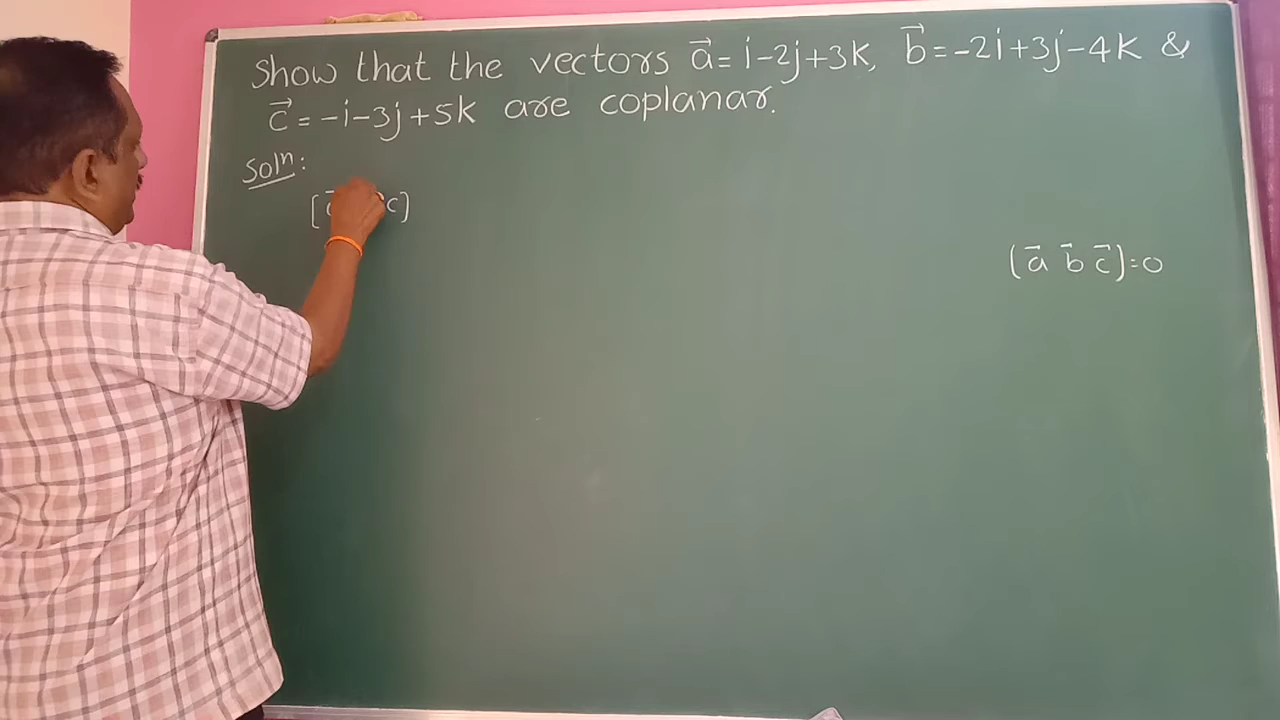 Show that the vectors a⃗ = i-2j+3k, b⃗ = -2i+3j-4k &
c⃗ = -i-3j+5k are coplanar.
Soln:
[a⃗ c]
(a⃗ b⃗ c⃗)=0